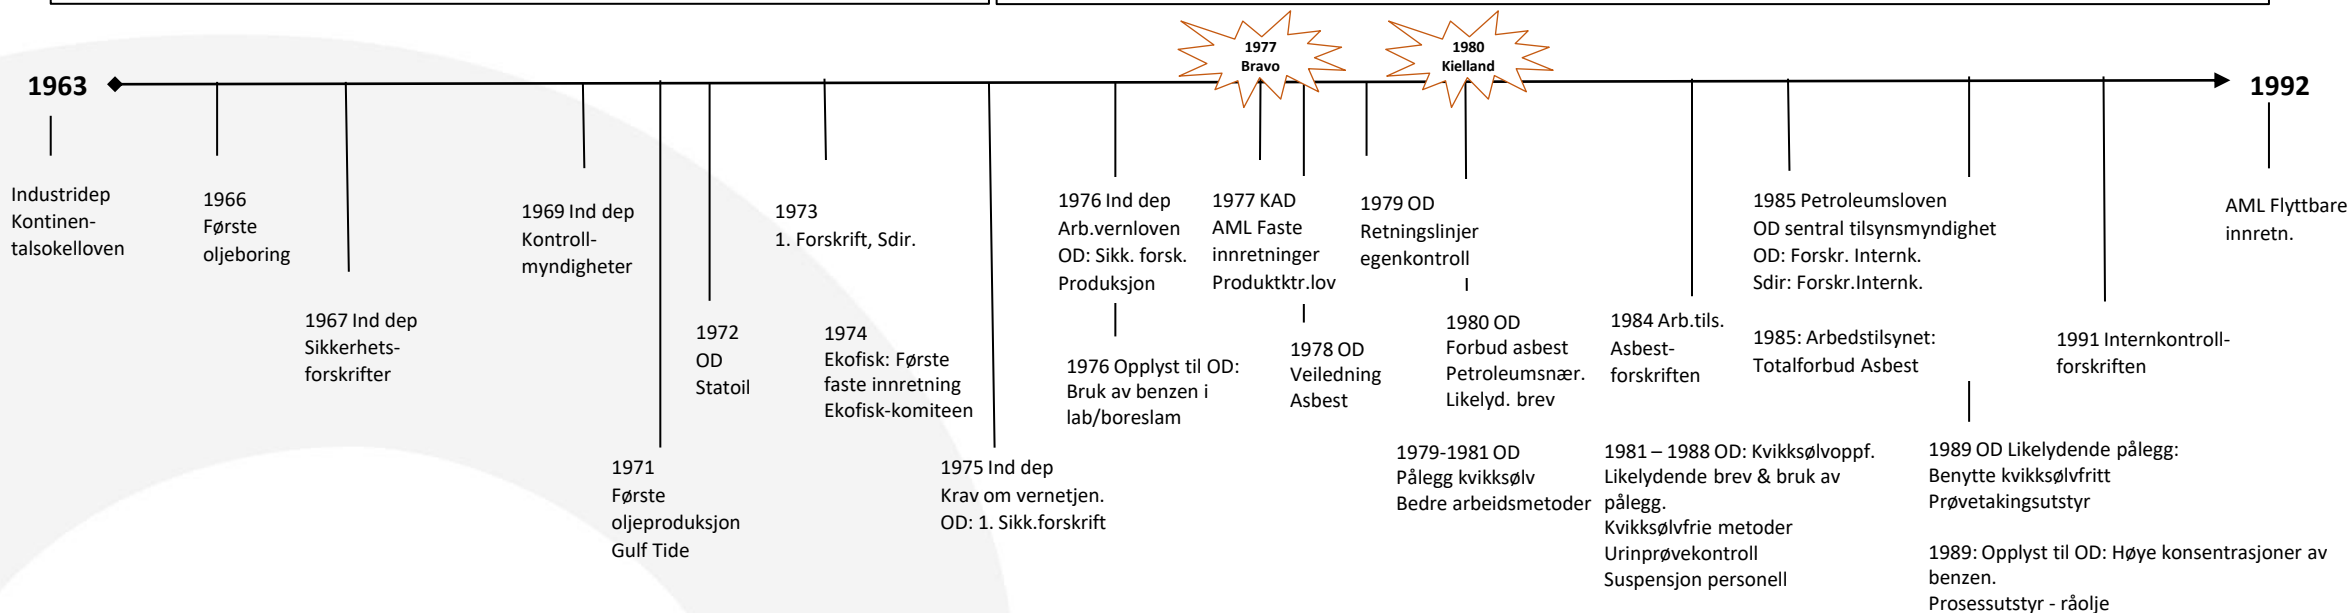 1977
Bravo
1980
Kielland
1963
1992
Industridep
Kontinen-
talsokelloven
1966
Første
oljeboring
1967 Ind dep
Sikkerhets-
forskrifter
1969 Ind dep
Kontroll-
myndigheter
1971
Første
oljeproduksjon
Gulf Tide
1972
OD
Statoil
1973
1. Forskrift, Sdir.
1974
Ekofisk: Første
faste innretning
Ekofisk-komiteen
1975 Ind dep
Krav om vernetjen.
OD: 1. Sikk.forskrift
1976 Ind dep
Arb.vernloven
OD: Sikk. forsk.
Produksjon
1976 Opplyst til OD:
Bruk av benzen i
lab/boreslam
1977 KAD
AML Faste
innretninger
Produktktr.lov
1978 OD
Veiledning
Asbest
1979 OD
Retningslinjer
egenkontroll
1980 OD
Forbud asbest
Petroleumsnær.
Likelyd. brev
1979-1981 OD
Pålegg kvikksølv
Bedre arbeidsmetoder
1984 Arb.tils.
Asbest-
forskriften
1981 – 1988 OD: Kvikksølvoppf.
Likelydende brev & bruk av
pålegg.
Kvikksølvfrie metoder
Urinprøvekontroll
Suspensjon personell
1985 Petroleumsloven
OD sentral tilsynsmyndighet
OD: Forskr. Internk.
Sdir: Forskr.Internk.
1985: Arbedstilsynet:
Totalforbud Asbest
1989 OD Likelydende pålegg:
Benytte kvikksølvfritt
Prøvetakingsutstyr
1989: Opplyst til OD: Høye konsentrasjoner av
benzen.
Prosessutstyr - råolje
1991 Internkontroll-
forskriften
AML Flyttbare
innretn.